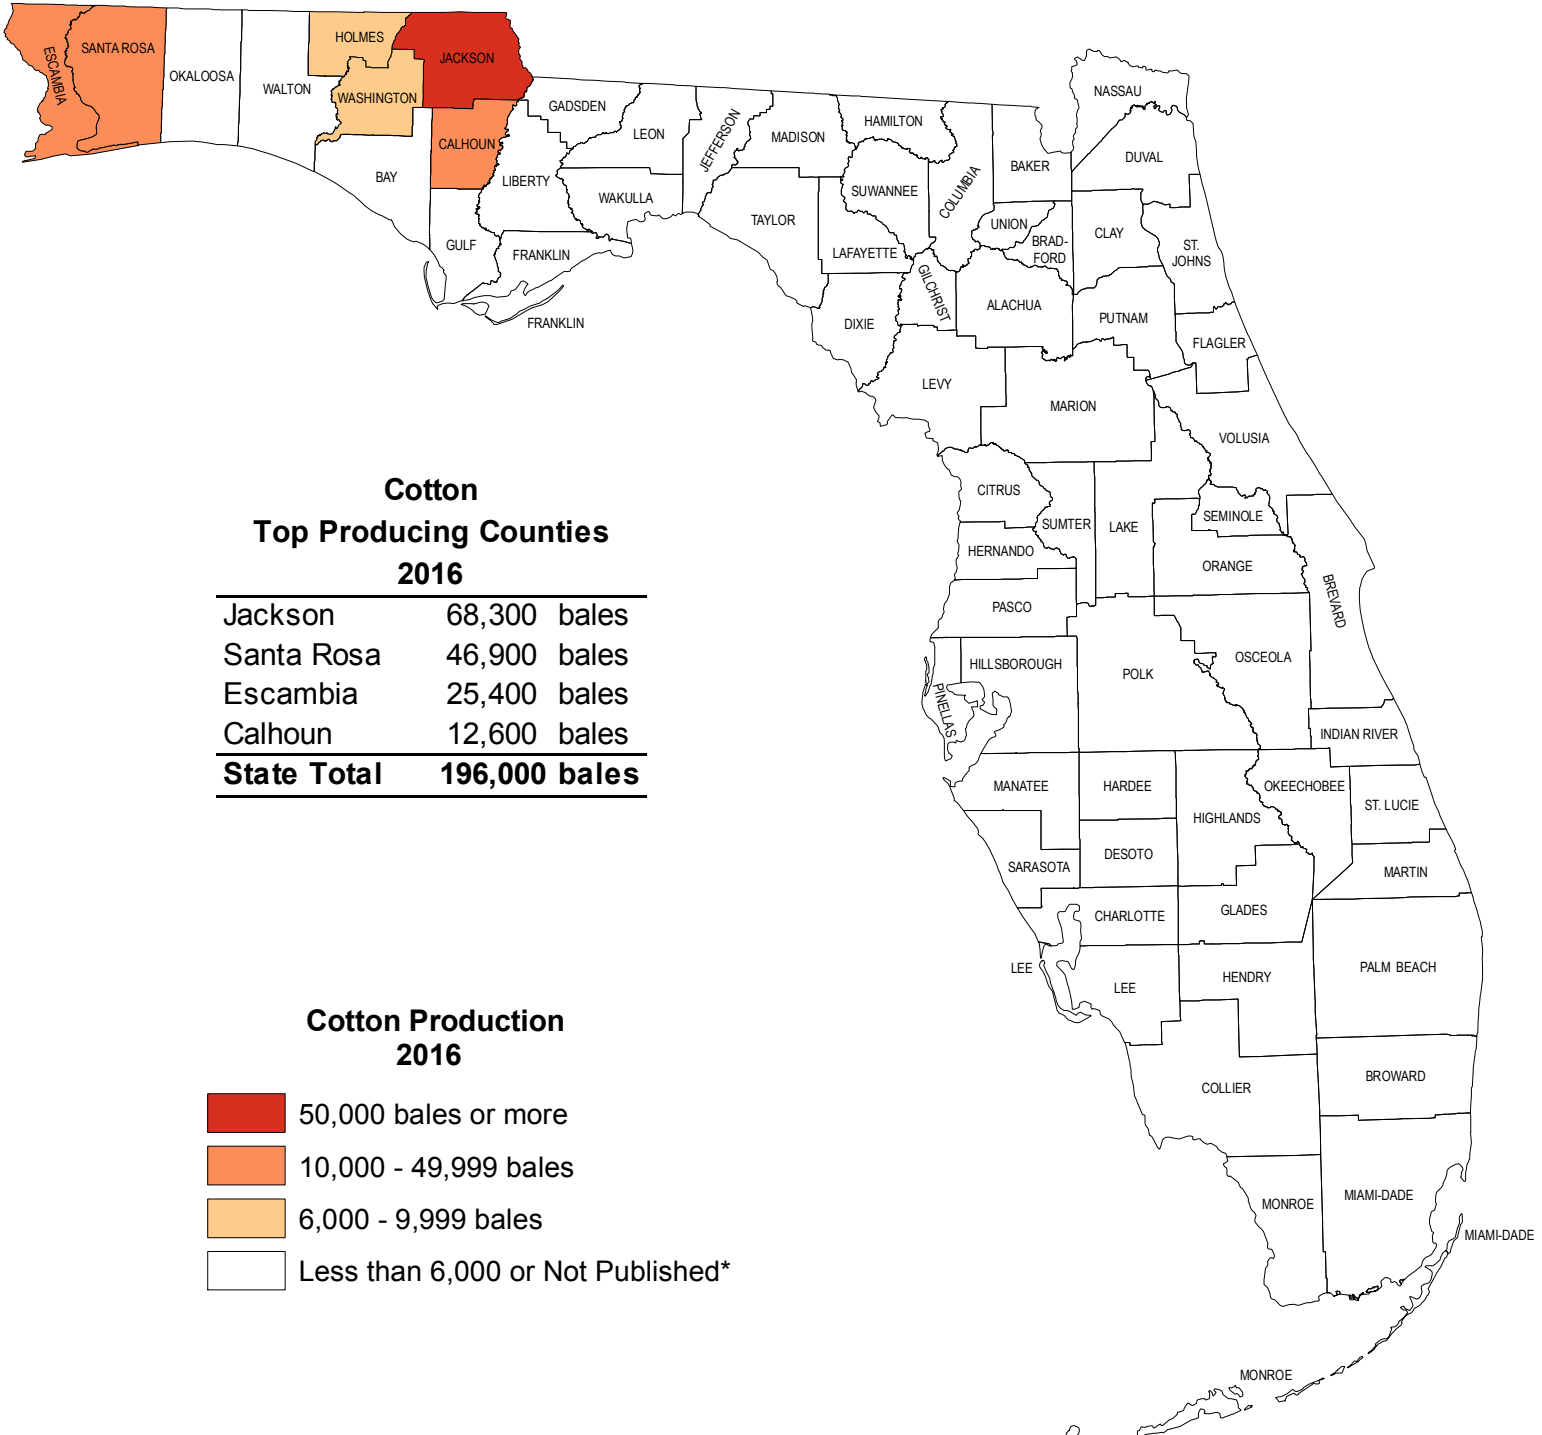 ESCAMBIA
SANTA ROSA
OKALOOSA
WALTON
HOLMES
WASHINGTON
JACKSON
CALHOUN
BAY
GULF
GADSDEN
LIBERTY
FRANKLIN
FRANKLIN
LEON
WAKULLA
JEFFERSON
MADISON
TAYLOR
HAMILTON
SUWANNEE
LAFAYETTE
DIXIE
COLUMBIA
GILCHRIST
BAKER
UNION
BRAD-
FORD
ALACHUA
LEVY
NASSAU
DUVAL
CLAY
ST.
JOHNS
PUTNAM
FLAGLER
MARION
VOLUSIA
CITRUS
SUMTER
LAKE
HERNANDO
SEMINOLE
ORANGE
BREVARD
PASCO
HILLSBOROUGH
PINELLAS
POLK
OSCEOLA
INDIAN RIVER
MANATEE
HARDEE
HIGHLANDS
OKEECHOBEE
ST. LUCIE
SARASOTA
DESOTO
MARTIN
CHARLOTTE
GLADES
LEE
LEE
HENDRY
PALM BEACH
COLLIER
BROWARD
MONROE
MIAMI-DADE
MIAMI-DADE
MONROE
Cotton
Top Producing Counties
2016
Jackson 68,300 bales
Santa Rosa 46,900 bales
Escambia 25,400 bales
Calhoun 12,600 bales
State Total 196,000 bales
Cotton Production
2016
50,000 bales or more
10,000 - 49,999 bales
6,000 - 9,999 bales
Less than 6,000 or Not Published*